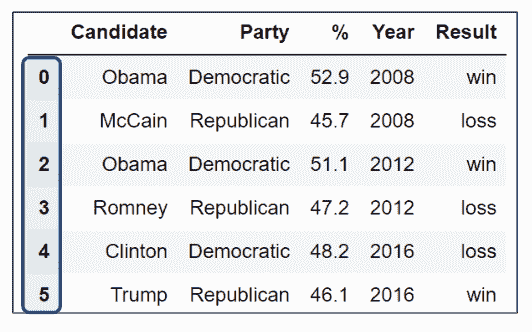 Candidate Party % Year Result
0 Obama Democratic 52.9 2008 win
1 McCain Republican 45.7 2008 loss
2 Obama Democratic 51.1 2012 win
3 Romney Republican 47.2 2012 loss
4 Clinton Democratic 48.2 2016 loss
5 Trump Republican 46.1 2016 win